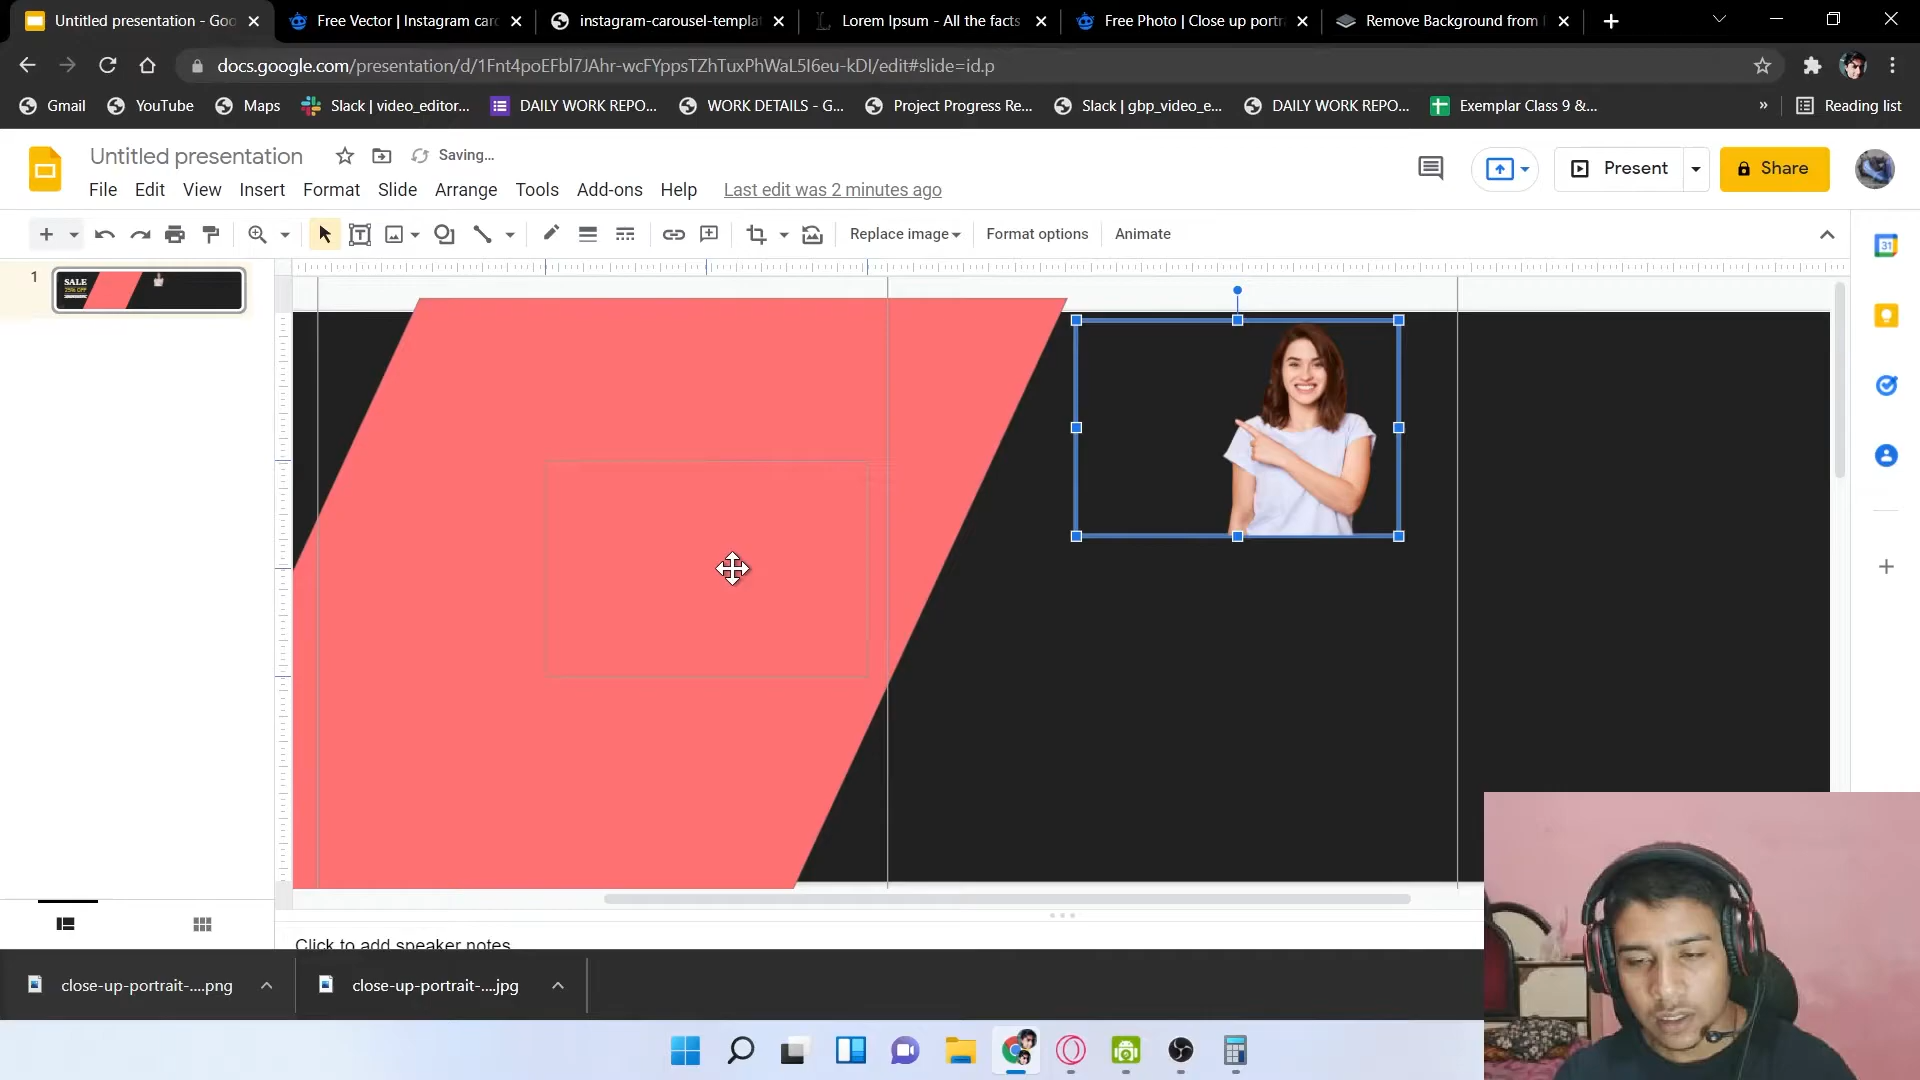 Untitled presentation - Goo
Free Vector | Instagram car
instagram-carousel-templat
Lorem Ipsum - All the facts
Free Photo | Close up portr
Remove Background from
docs.google.com/presentation/d/1Fnt4poEFbl7JAhr-wcFYppsTZhTuxPhWaL5I6eu-kDI/edit#slide=id.p
Gmail
YouTube
Maps
Slack | video_editor...
DAILY WORK REPO...
WORK DETAILS - G...
Project Progress Re...
Slack | gbp_video_e...
DAILY WORK REPO...
Exemplar Class 9 &...
»
Reading list
Untitled presentation
Saving...
Present
Share
File
Edit
View
Insert
Format
Slide
Arrange
Tools
Add-ons
Help
Last edit was 2 minutes ago
Replace image
Format options
Animate
31
1
SALE
25% OFF
Click to add speaker notes
close-up-portrait-....png
close-up-portrait-....jpg